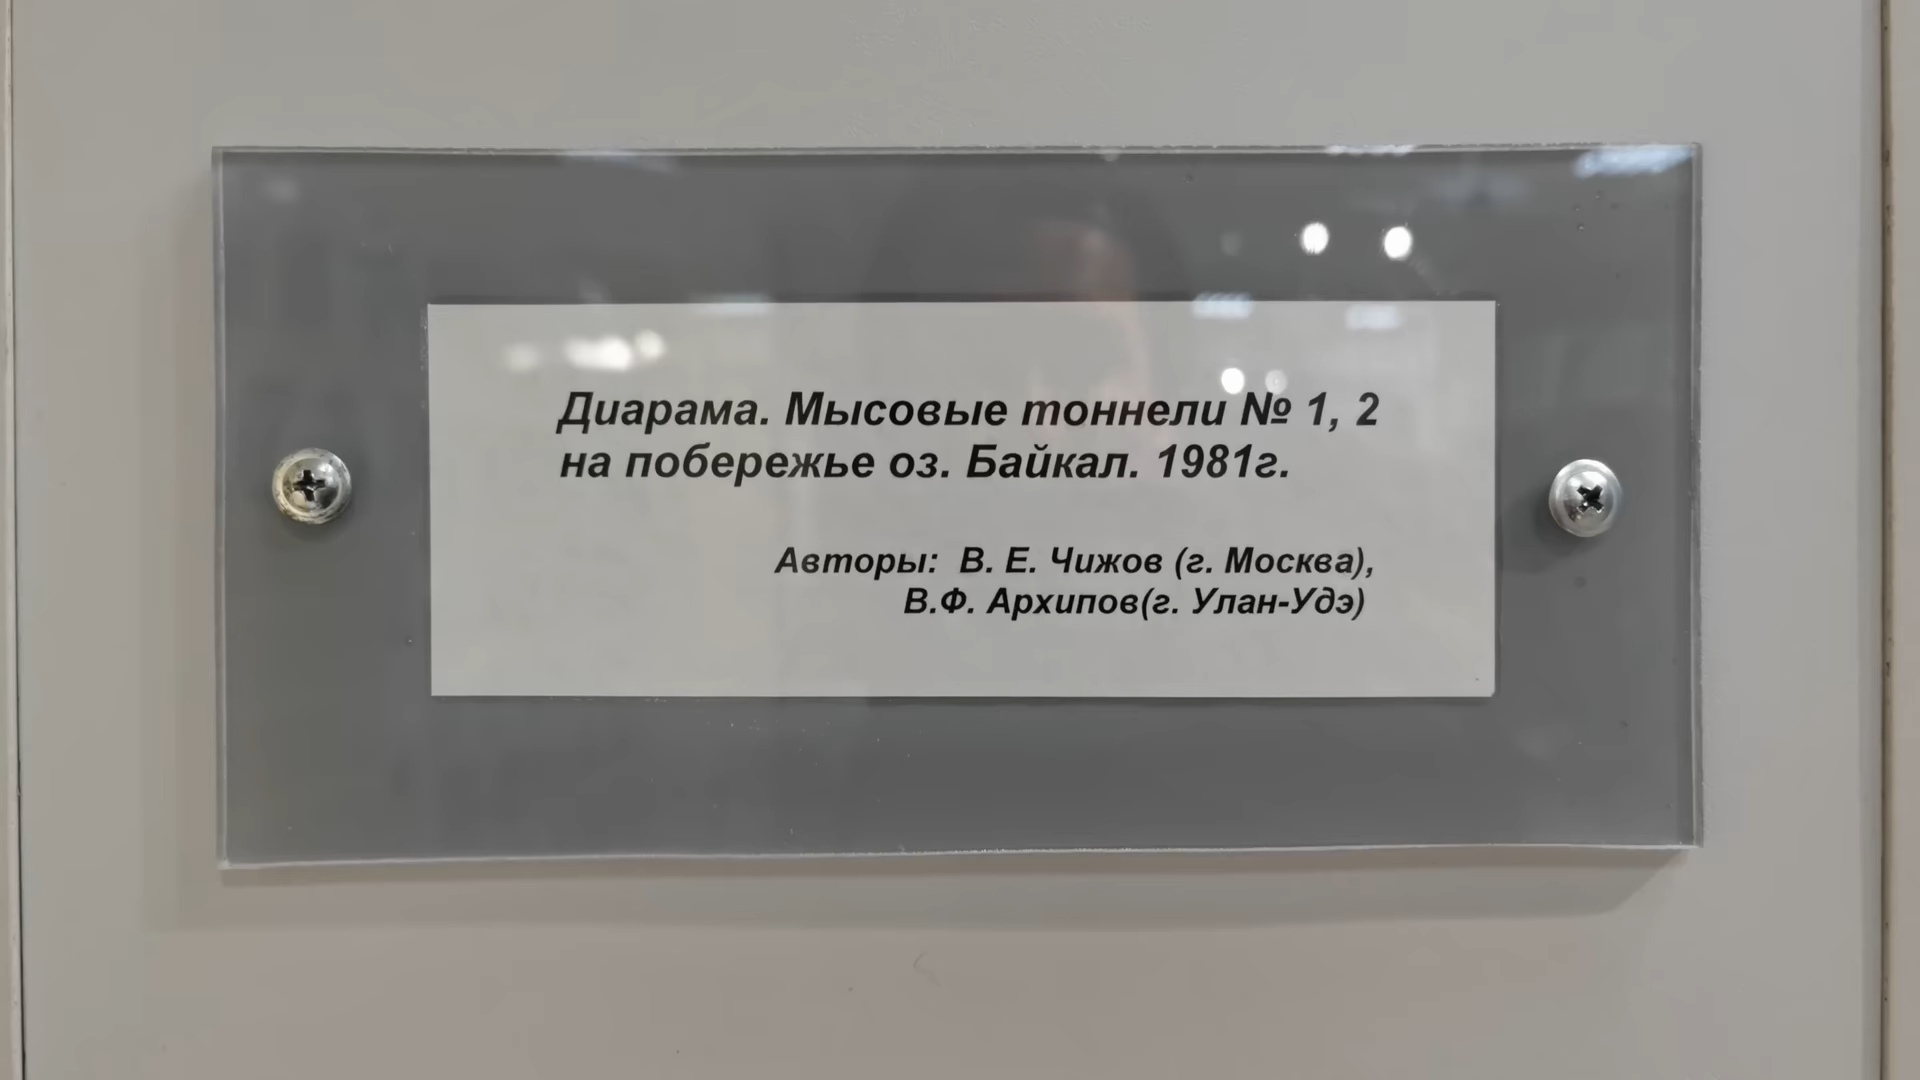 Диарама. Мысовые тоннели № 1, 2
на побережье оз. Байкал. 1981г.
Авторы: В. Е. Чижов (г. Москва),
В.Ф. Архипов(г. Улан-Удэ)